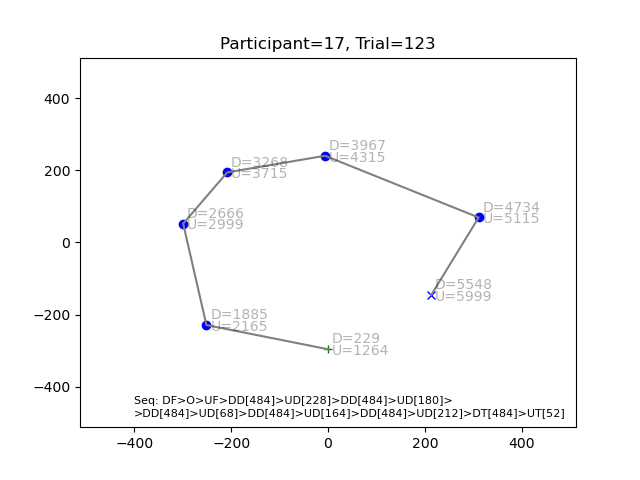 Participant=17, Trial=123
D=3967
U=4315
D=3268
U=3715
D=4734
U=5115
D=2666
U=2999
D=5548
U=5999
D=1885
U=2165
D=229
U=1264
Seq: DF>O>UF>DD[484]>UD[228]>DD[484]>UD[180]>
>DD[484]>UD[68]>DD[484]>UD[164]>DD[484]>UD[212]>DT[484]>UT[52]
400
200
0
−200
−400
−400 −200 0 200 400